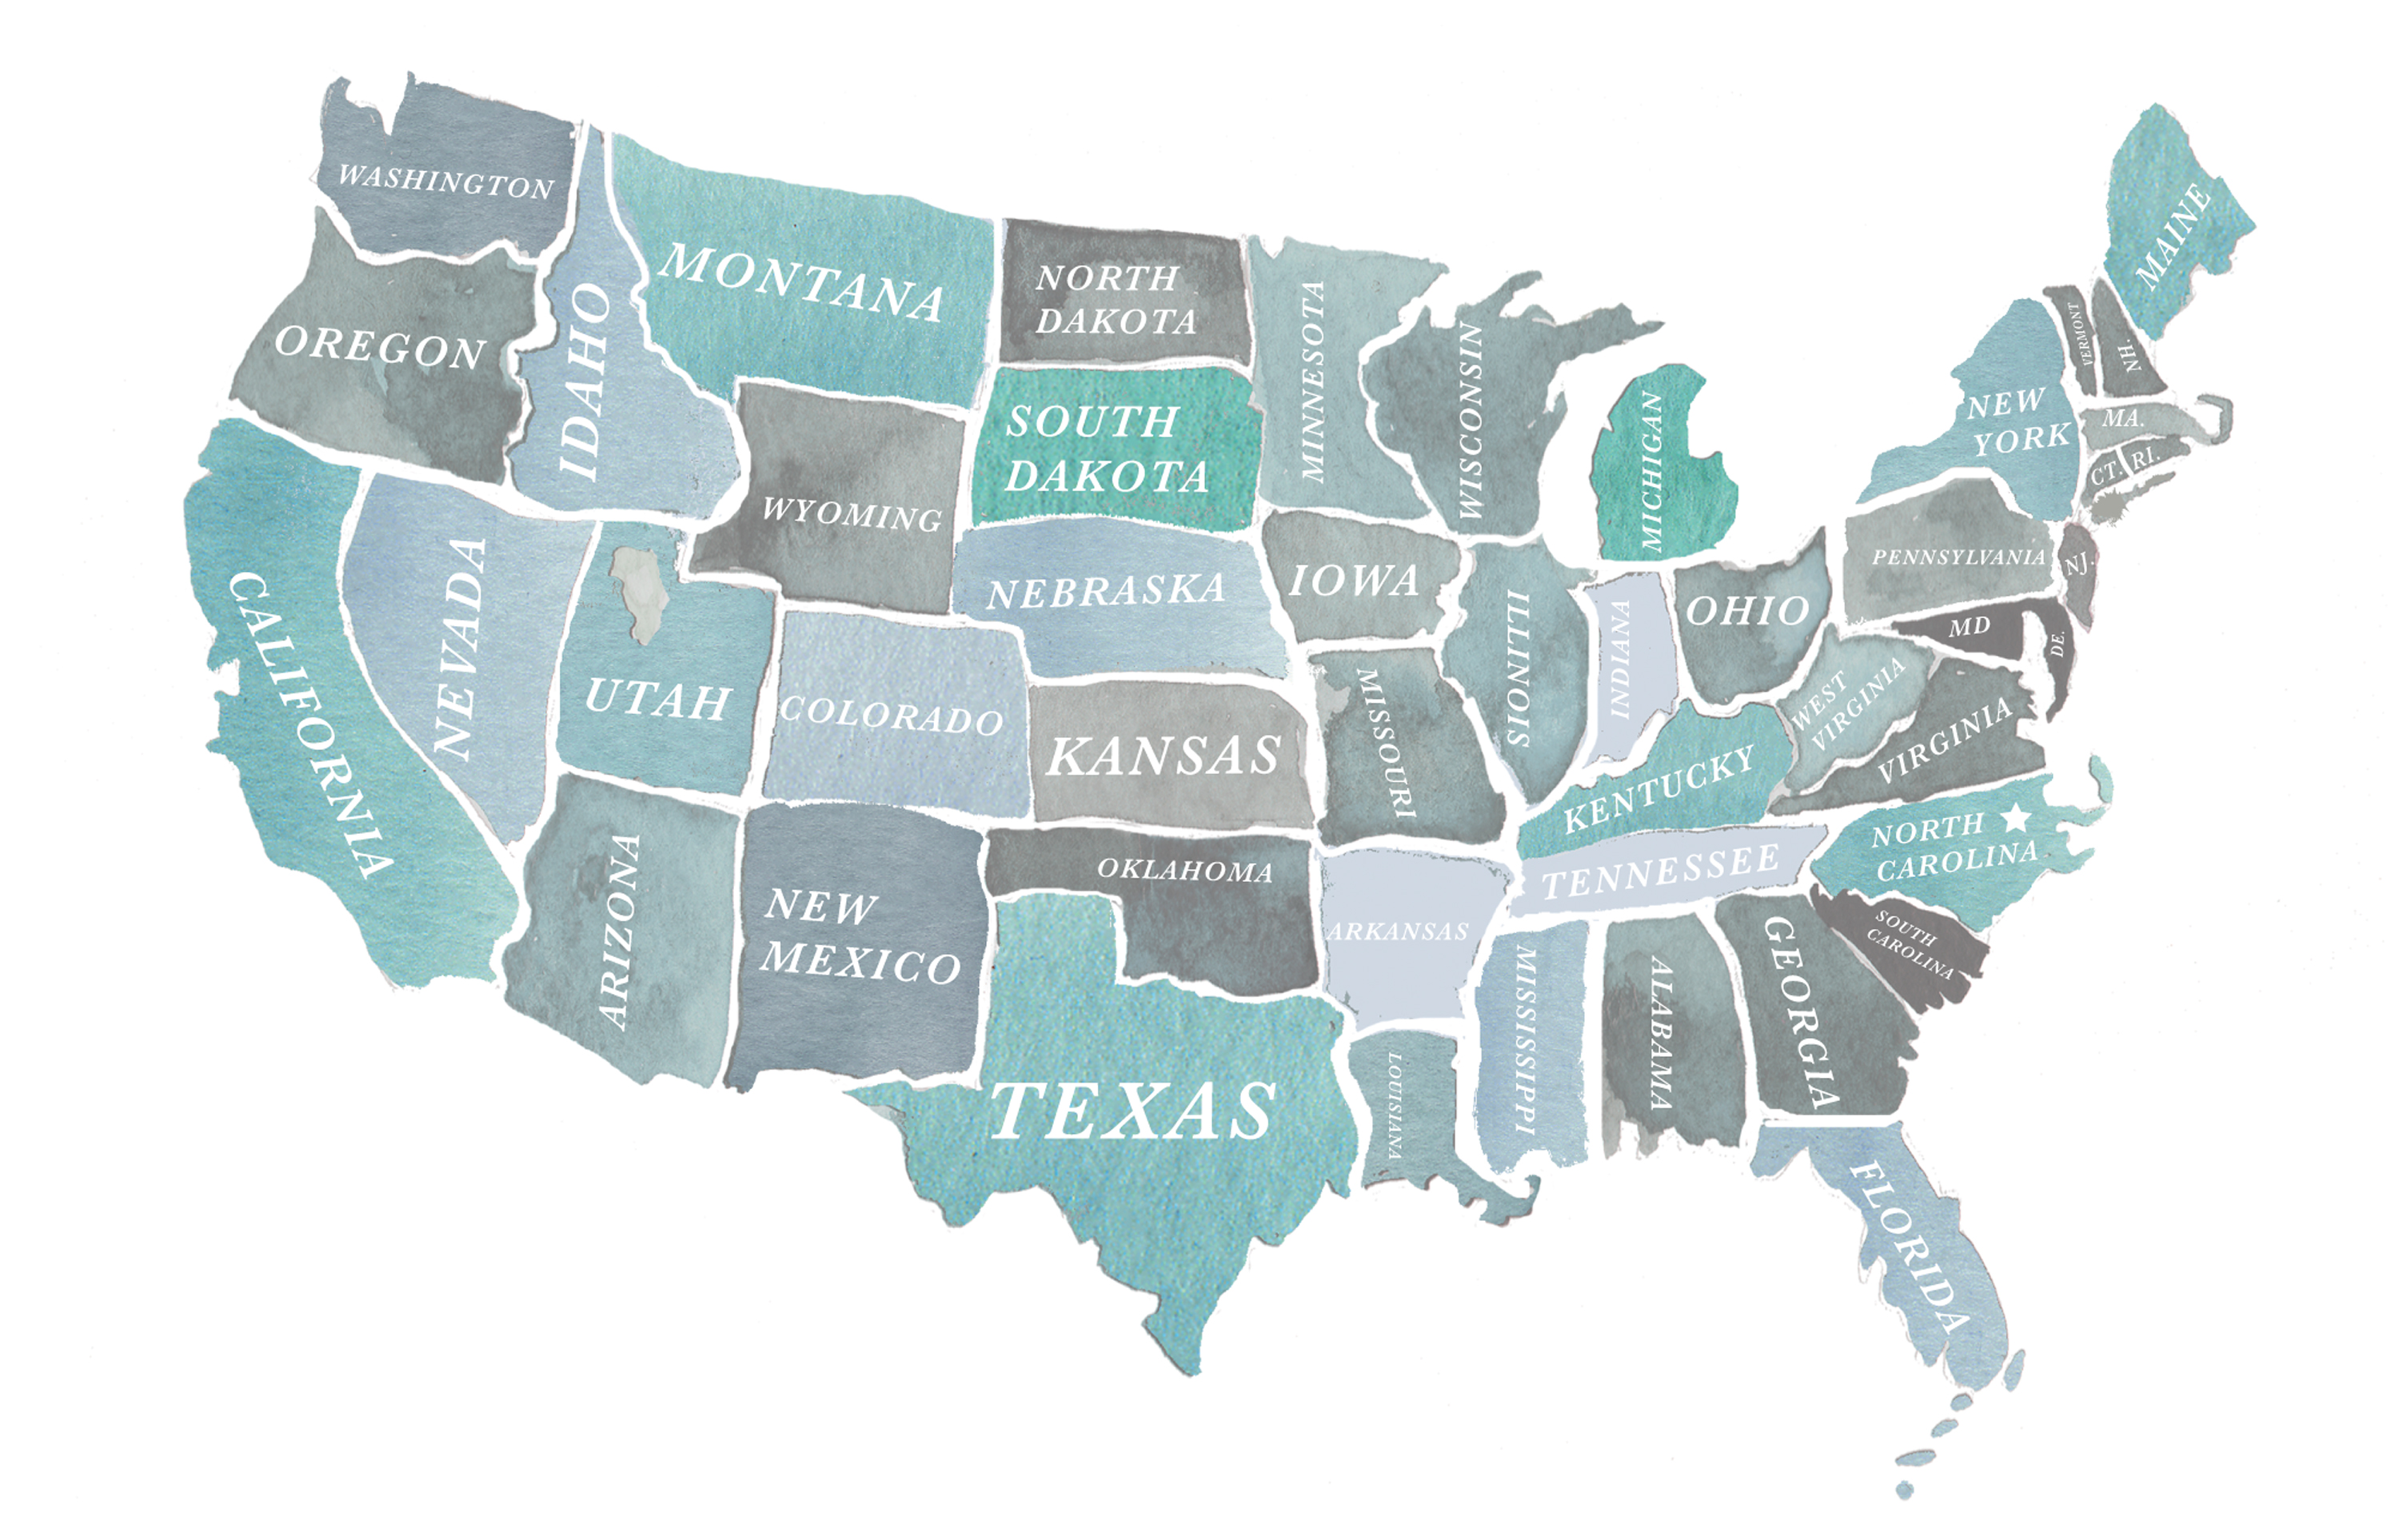 WASHINGTON
OREGON
IDAHO
MONTANA
NORTH
DAKOTA
SOUTH
DAKOTA
MINNESOTA
WISCONSIN
MICHIGAN
MAINE
VERMONT
NH.
NEW
YORK
MA.
CT.
RI.
CALIFORNIA
NEVADA
UTAH
WYOMING
COLORADO
NEBRASKA
KANSAS
IOWA
MISSOURI
ILLINOIS
INDIANA
OHIO
PENNSYLVANIA
NJ.
MD
DE.
WEST
VIRGINIA
VIRGINIA
KENTUCKY
TENNESSEE
NORTH
CAROLINA
SOUTH
CAROLINA
ARIZONA
NEW
MEXICO
OKLAHOMA
TEXAS
ARKANSAS
LOUISIANA
MISSISSIPPI
ALABAMA
GEORGIA
FLORIDA